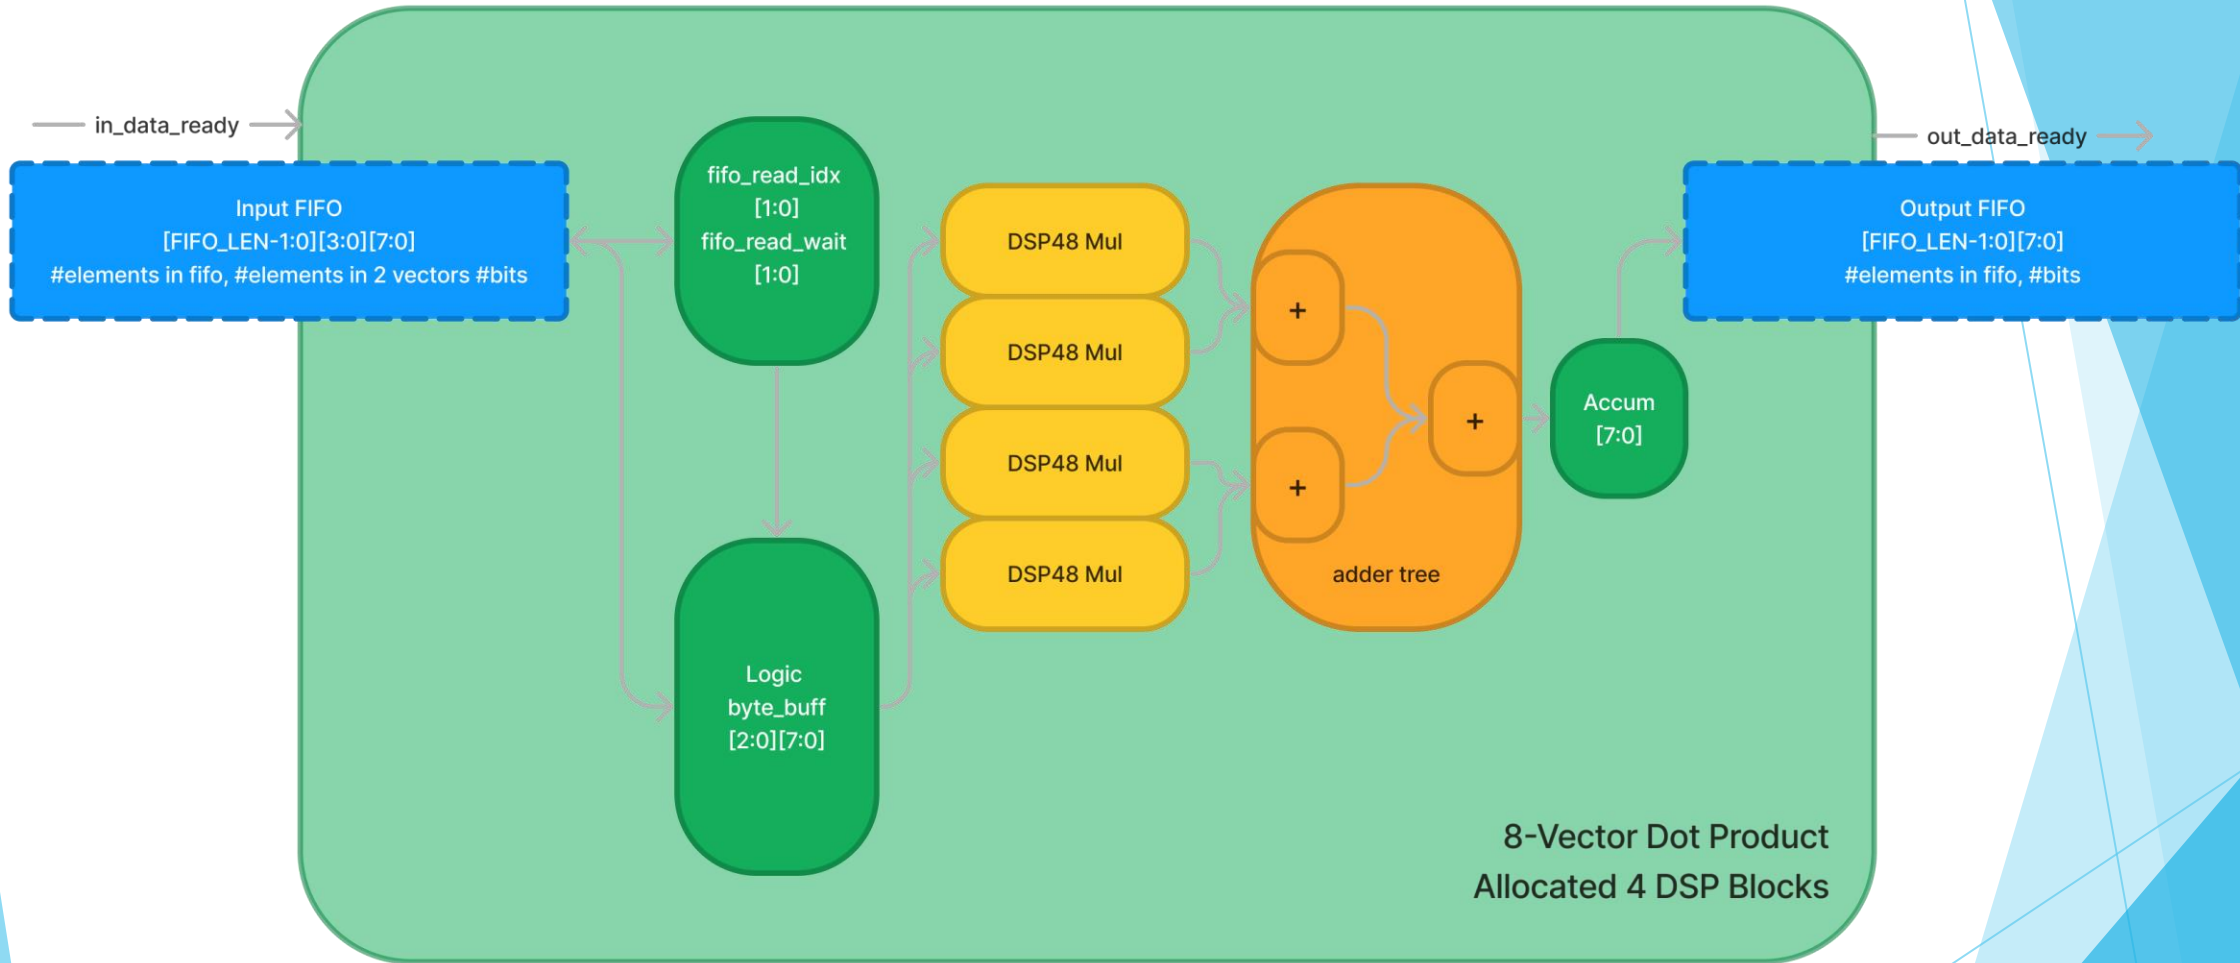 in_data_ready
Input FIFO
[FIFO_LEN-1:0][3:0][7:0]
#elements in fifo, #elements in 2 vectors #bits
fifo_read_idx
[1:0]
fifo_read_wait
[1:0]
Logic
byte_buff
[2:0][7:0]
DSP48 Mul
DSP48 Mul
DSP48 Mul
DSP48 Mul
+
+
+
adder tree
Accum
[7:0]
out_data_ready
Output FIFO
[FIFO_LEN-1:0][7:0]
#elements in fifo, #bits
8-Vector Dot Product
Allocated 4 DSP Blocks